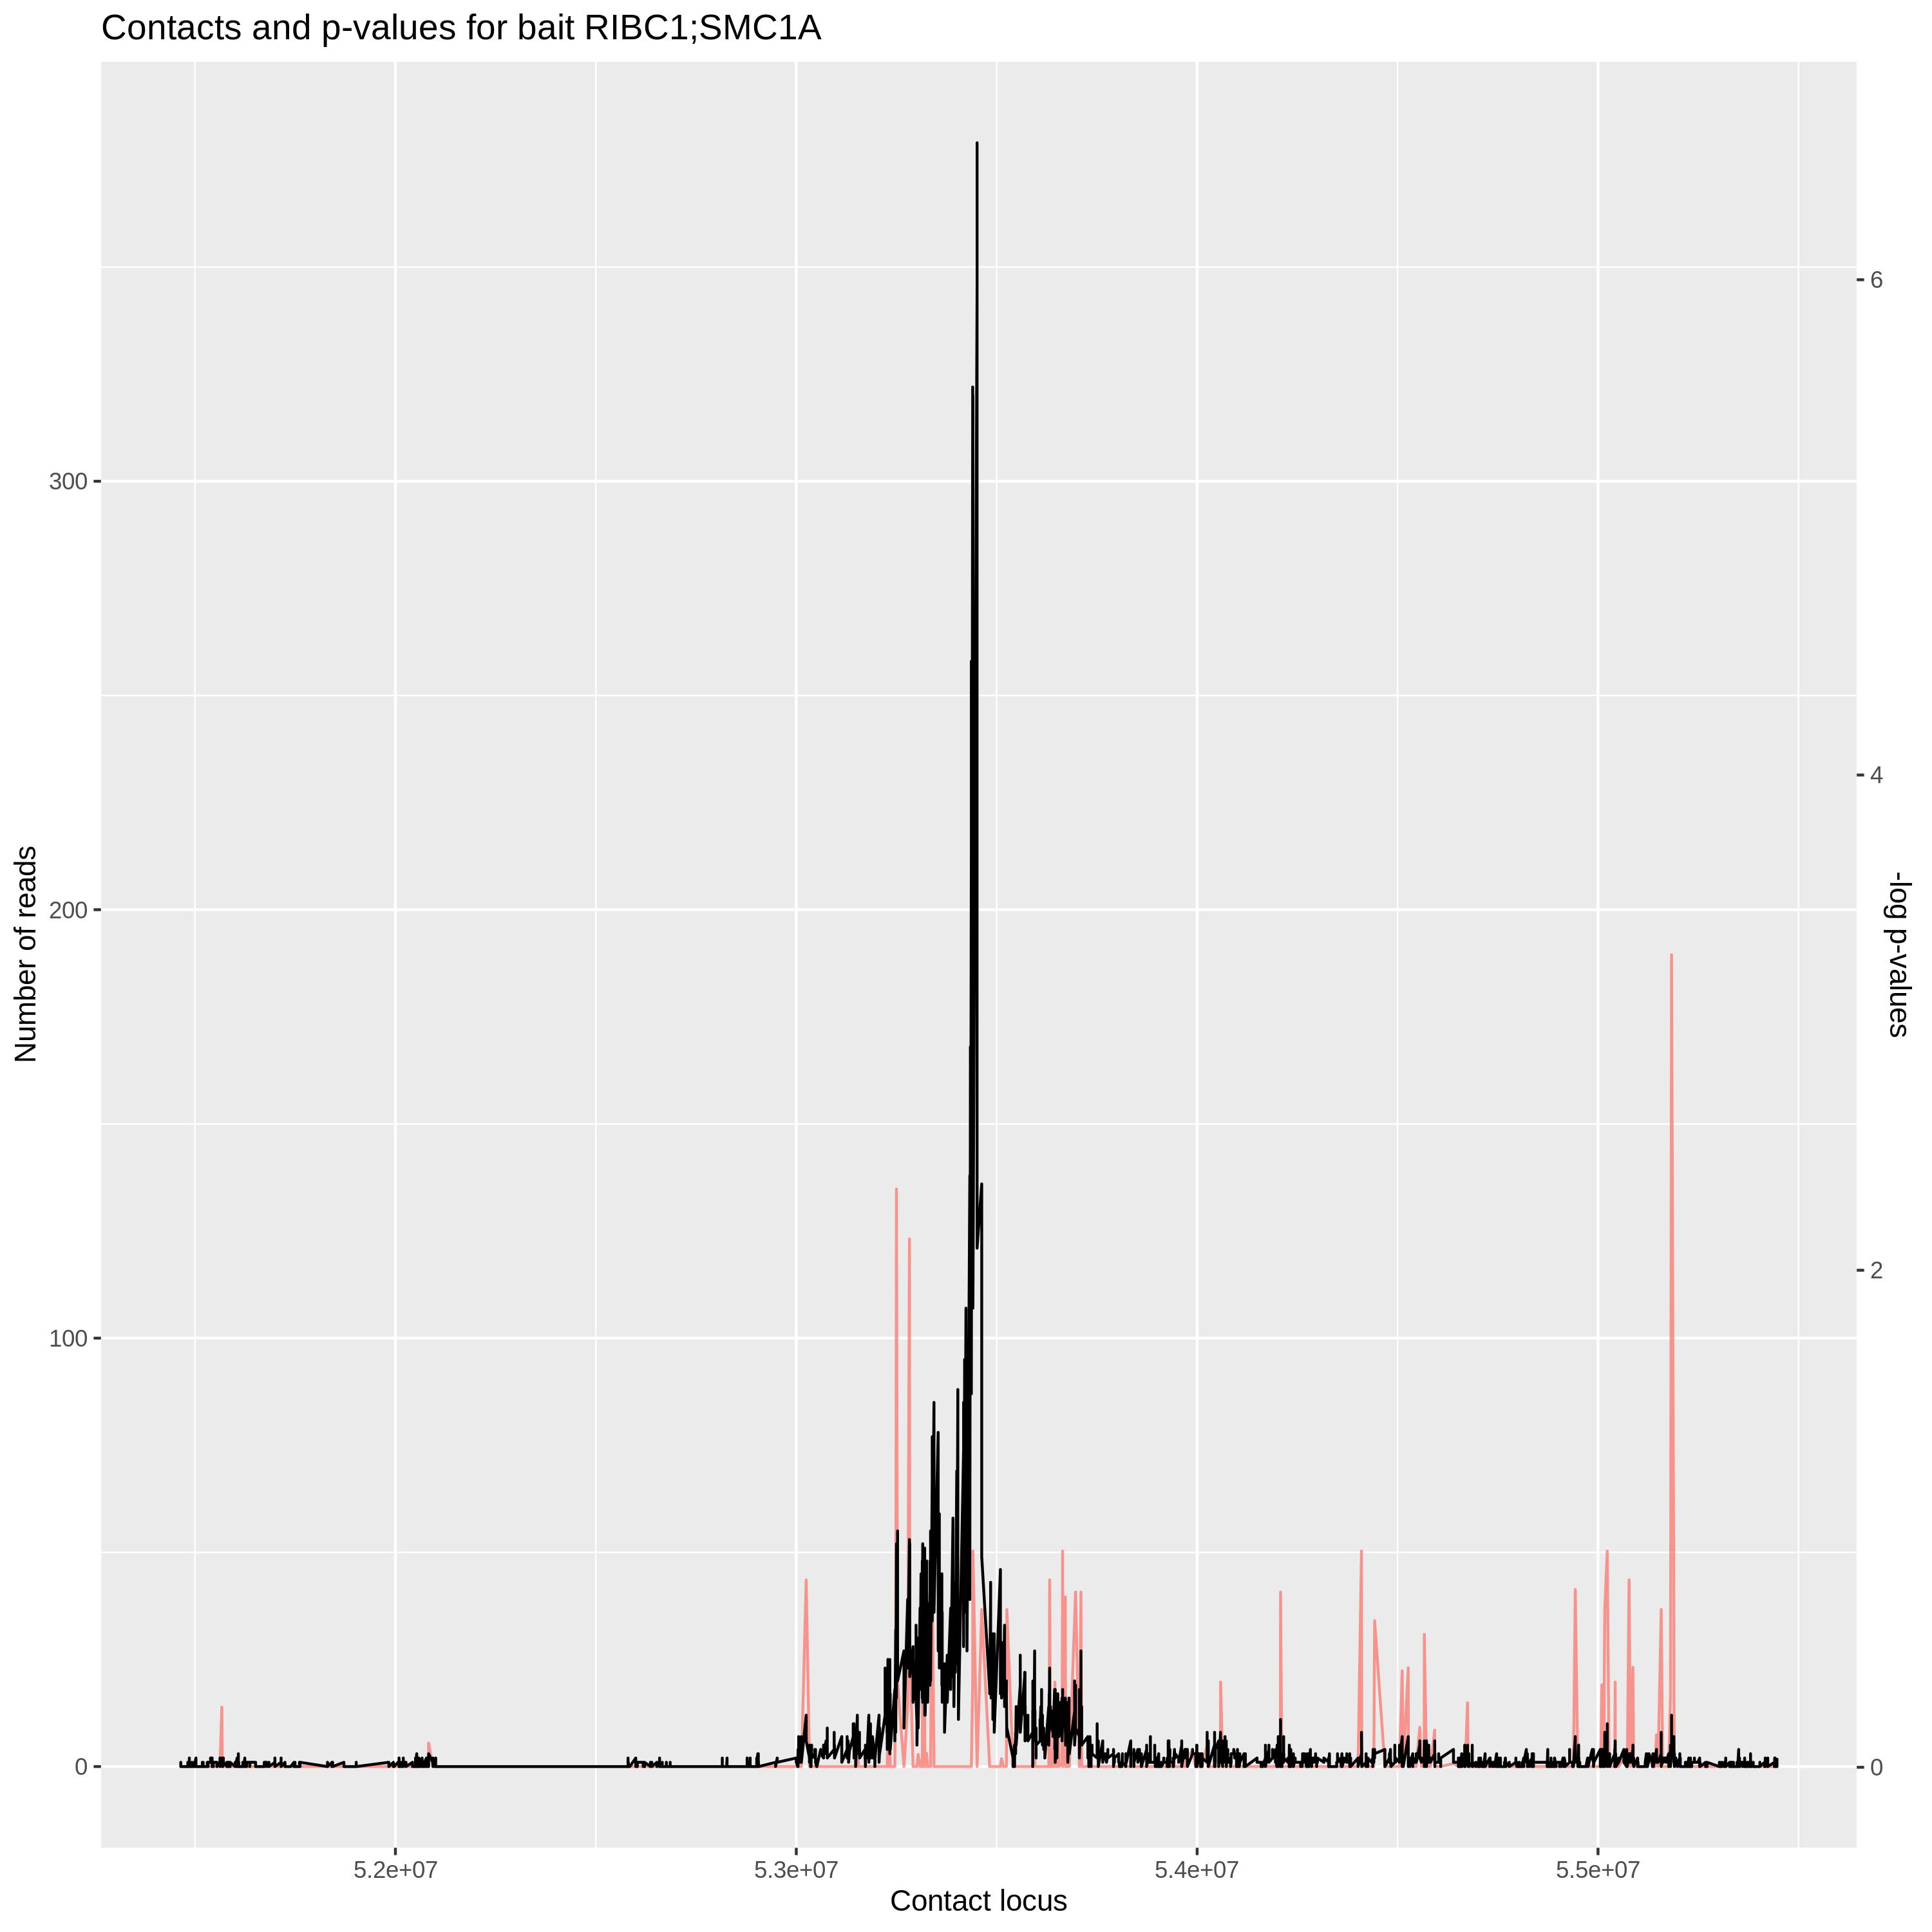 Contacts and p-values for bait RIBC1;SMC1A
Number of reads
300
200
100
0
6
4
2
0
-log p-values
5.2e+07
5.3e+07
5.4e+07
5.5e+07
Contact locus